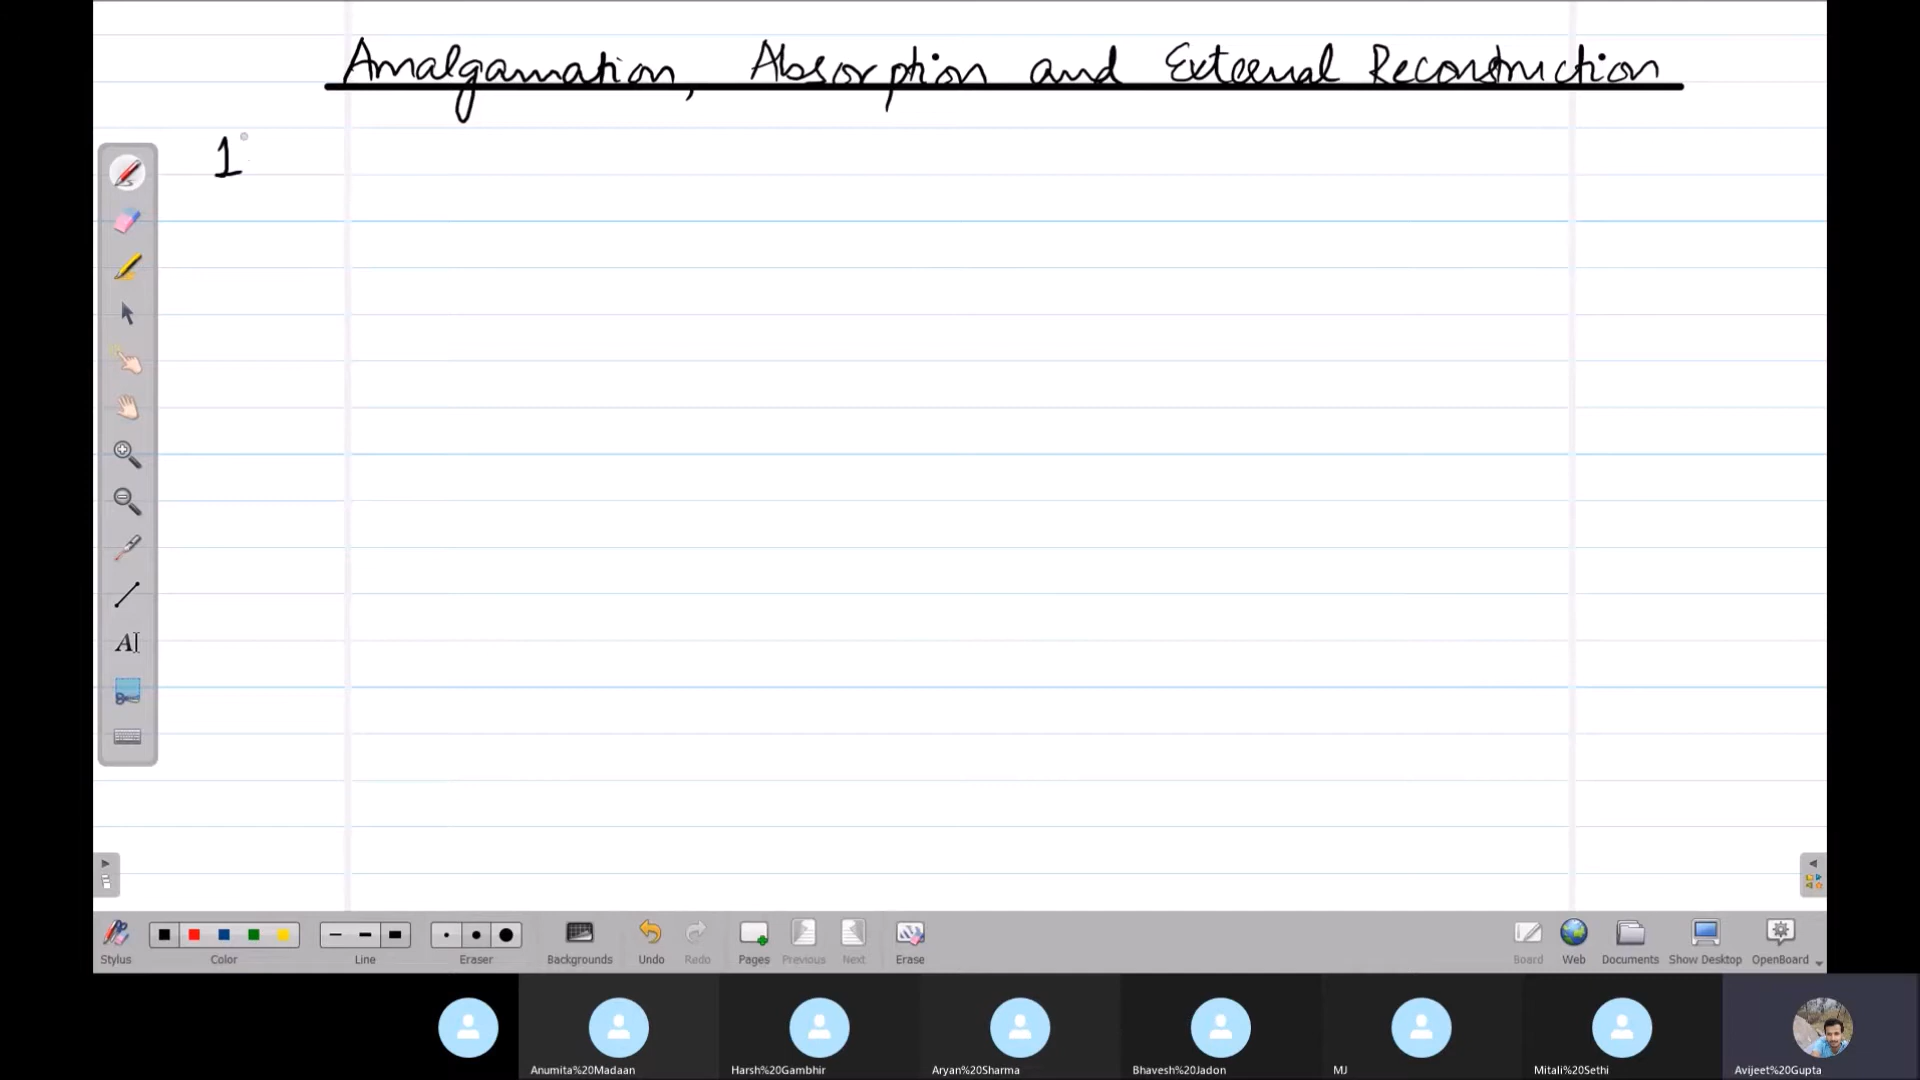 Amalgamation, Absorption and External Reconstruction
1
AI
Stylus
Color
Line
Eraser
Backgrounds
Undo
Redo
Pages
Previous
Next
Erase
Board
Web
Documents
Show Desktop
OpenBoard
Anumita%20Madaan
Harsh%20Gambhir
Aryan%20Sharma
Bhavesh%20Jadon
MJ
Mitali%20Sethi
Avijeet%20Gupta